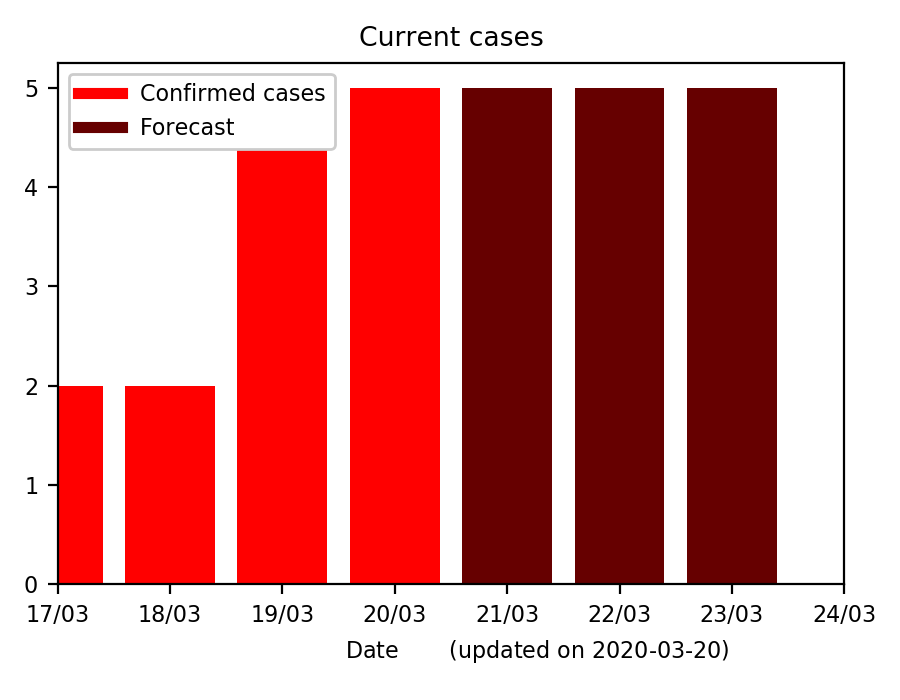 Current cases
Confirmed cases
Forecast
5
4
3
2
1
0
17/03 18/03 19/03 20/03 21/03 22/03 23/03 24/03
Date (updated on 2020-03-20)